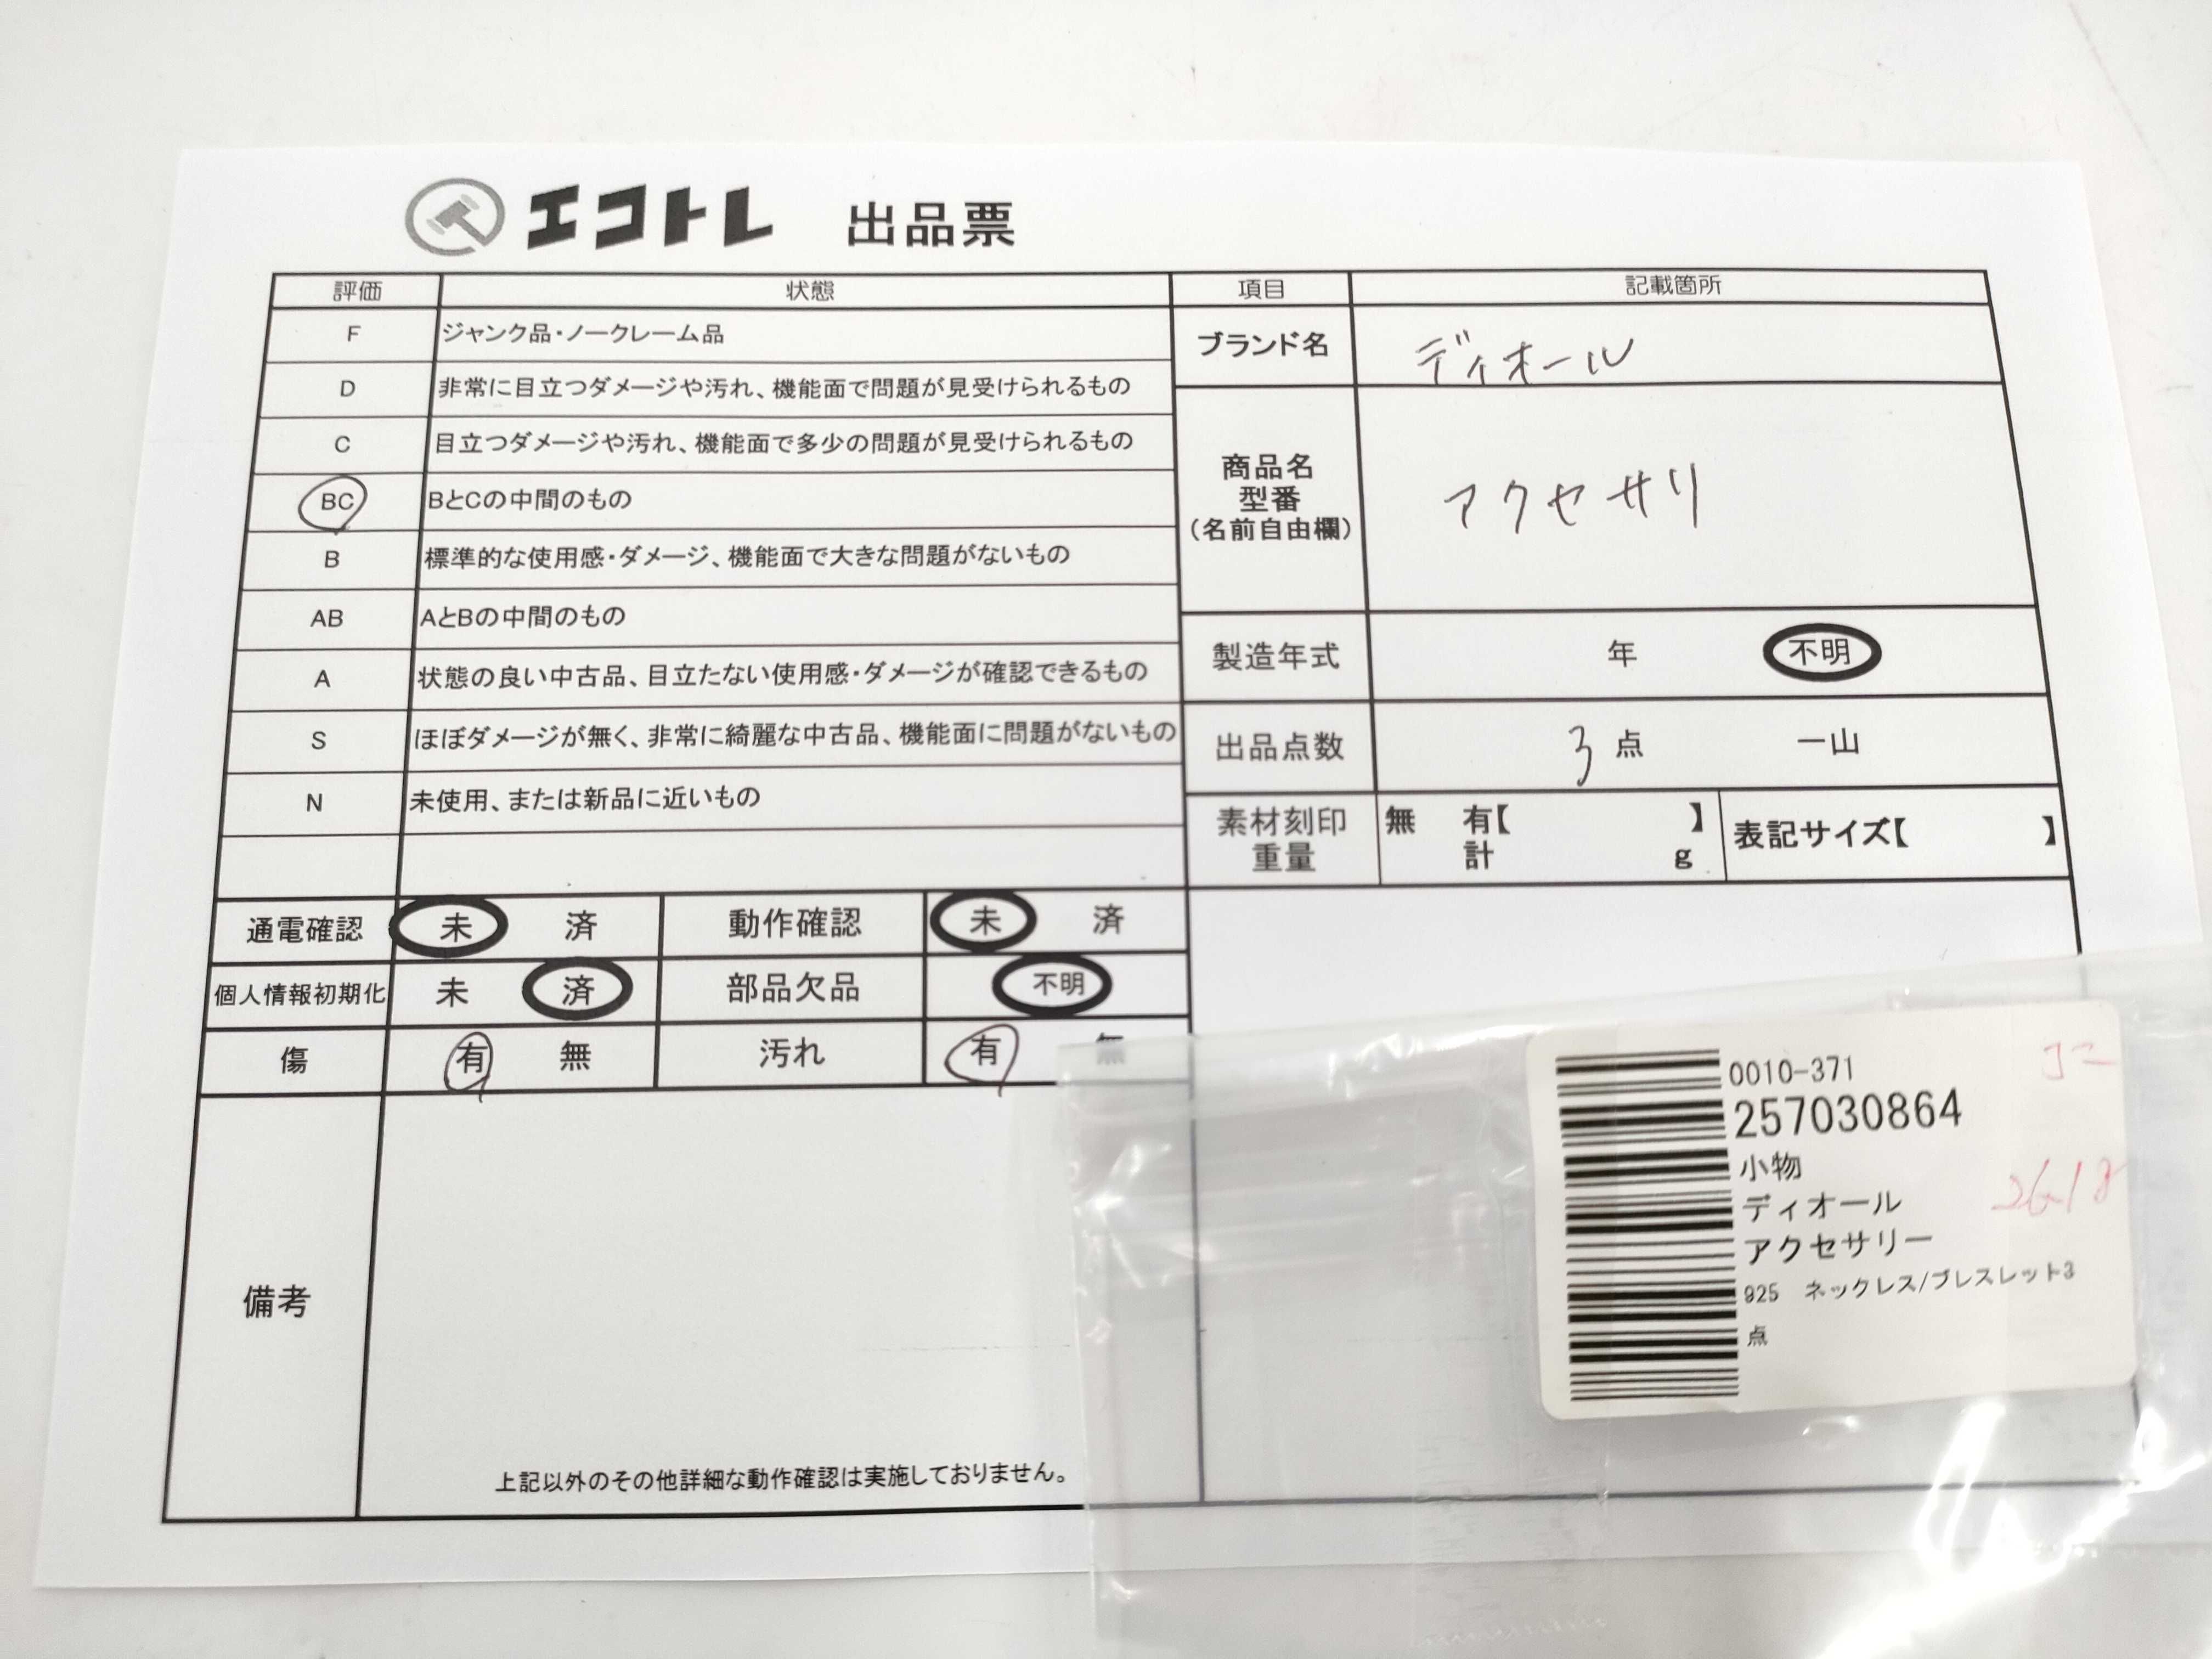 エコトレ 出品票
評価 状態 項目 記載箇所
F ジャンク品・ノークレーム品
D 非常に目立つダメージや汚れ、機能面で問題が見受けられるもの
C 目立つダメージや汚れ、機能面で多少の問題が見受けられるもの
BC BとCの中間のもの
B 標準的な使用感・ダメージ、機能面で大きな問題がないもの
AB AとBの中間のもの
A 状態の良い中古品、目立たない使用感・ダメージが確認できるもの
S ほぼダメージが無く、非常に綺麗な中古品、機能面に問題がないもの
N 未使用、または新品に近いもの
ブランド名 ディオール
商品名
型番
(名前自由欄)
アクセサリ
製造年式 年 不明
出品点数 3 点 一山
素材刻印 無 有【 】
重量 計 g
表記サイズ【 】
通電確認 未 済 動作確認 未 済
個人情報初期化 未 済 部品欠品 不明
傷 有 無 汚れ 有 無
備考
上記以外のその他詳細な動作確認は実施しておりません。
0010-371
257030864
小物
ディオール
アクセサリー
925 ネックレス/ブレスレット3
点